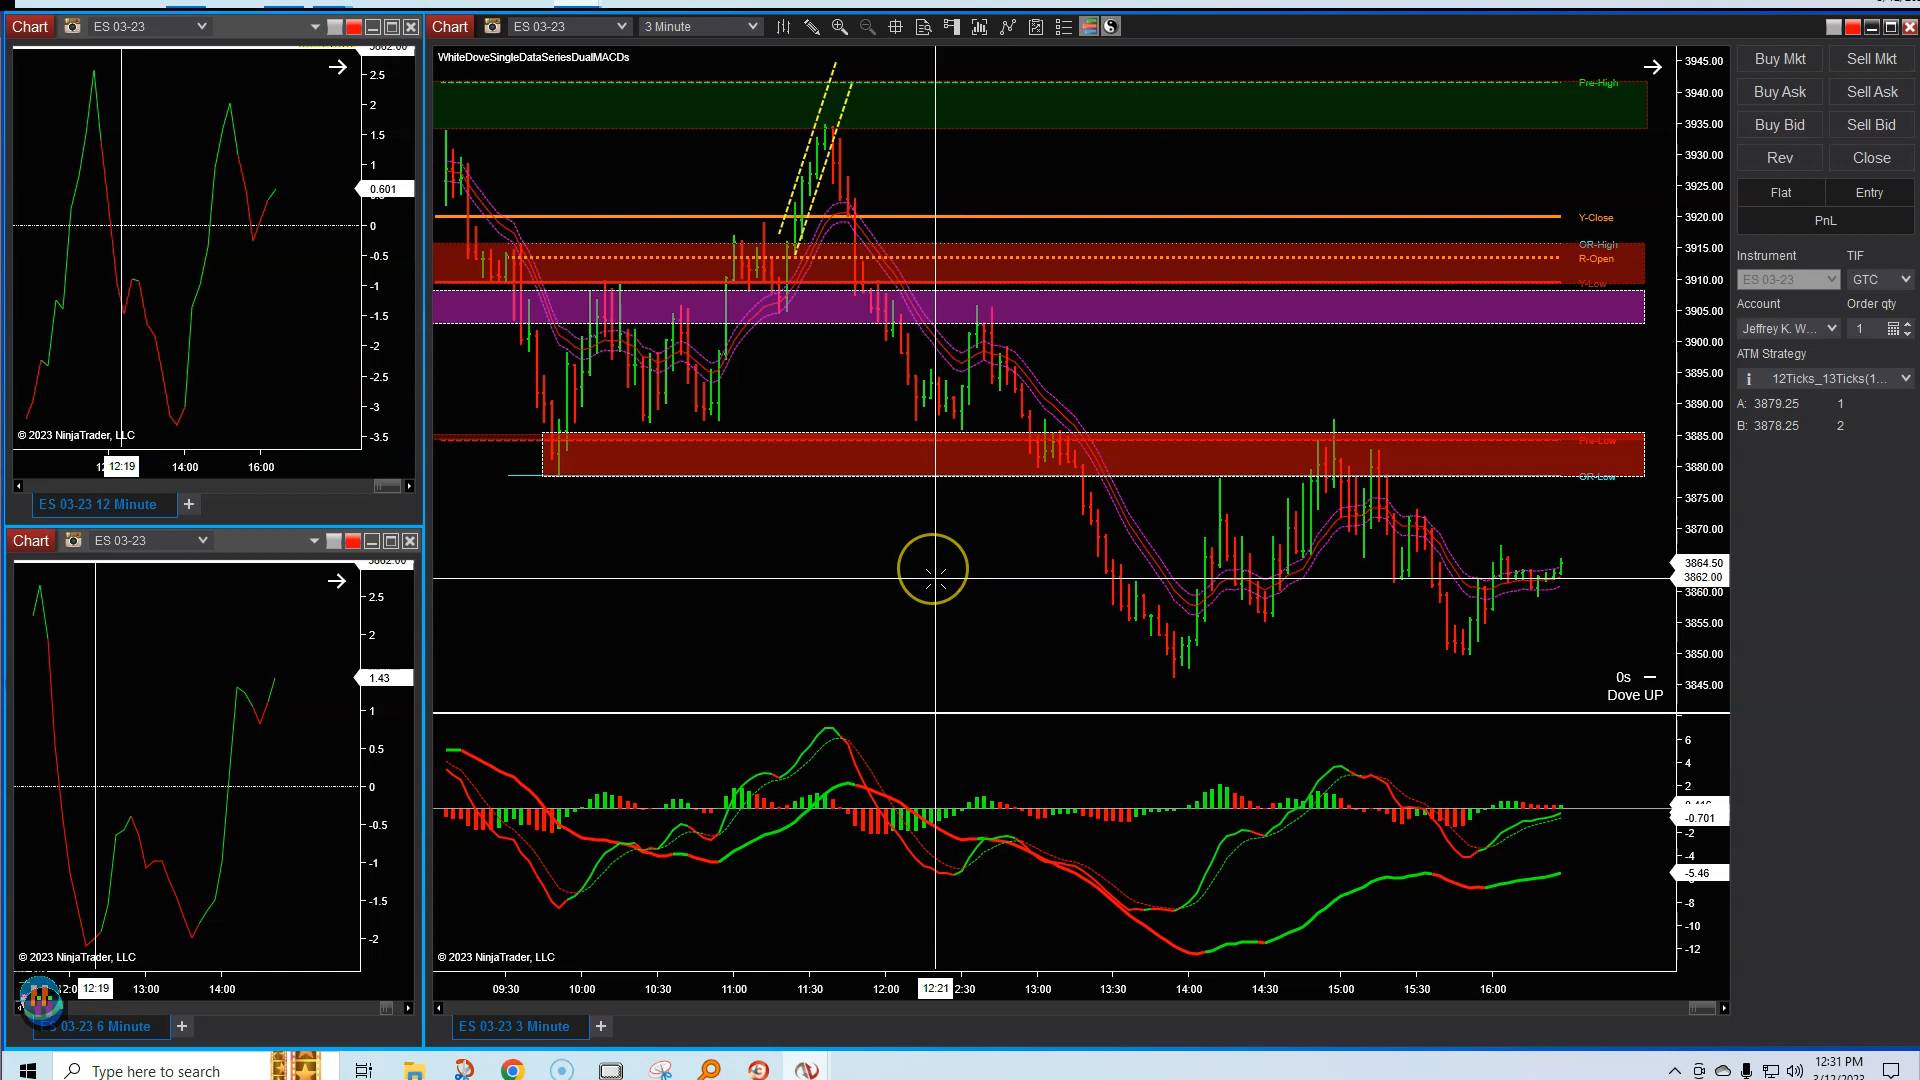 Chart
ES 03-23
2.5
2
1.5
1
0.601
0
-0.5
-1
-1.5
-2
-2.5
-3
-3.5
© 2023 NinjaTrader, LLC
12:19
14:00
16:00
ES 03-23 12 Minute
+
Chart
ES 03-23
2.5
2
1.43
1
0.5
0
-0.5
-1
-1.5
-2
© 2023 NinjaTrader, LLC
12:19
13:00
14:00
ES 03-23 6 Minute
+
Chart
ES 03-23
3 Minute
WhiteDoveSingleDataSeriesDualMACDs
Pre-High
Y-Close
OR-High
R-Open
Y-Low
Pre-Low
OR-Low
3945.00
3940.00
3935.00
3930.00
3925.00
3920.00
3915.00
3910.00
3905.00
3900.00
3895.00
3890.00
3885.00
3880.00
3875.00
3870.00
3864.50
3862.00
3860.00
3855.00
3850.00
3845.00
0s
Dove UP
6
4
2
-0.701
-2
-4
-5.46
-8
-10
-12
© 2023 NinjaTrader, LLC
09:30
10:00
10:30
11:00
11:30
12:00
12:21
2:30
13:00
13:30
14:00
14:30
15:00
15:30
16:00
ES 03-23 3 Minute
+
Buy Mkt
Sell Mkt
Buy Ask
Sell Ask
Buy Bid
Sell Bid
Rev
Close
Flat
Entry
PnL
Instrument
TIF
ES 03-23
GTC
Account
Order qty
Jeffrey K. W...
1
ATM Strategy
12Ticks_13Ticks(1...
A: 3879.25 1
B: 3878.25 2
Type here to search
12:31 PM